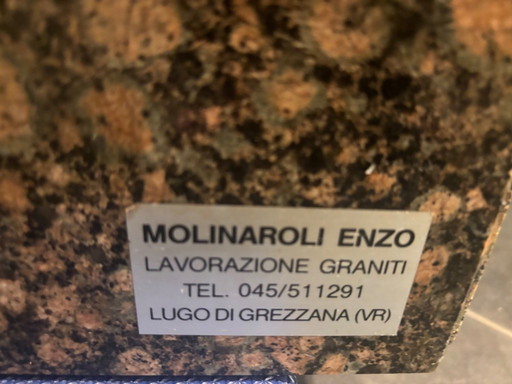 MOLINAROLI ENZO
LAVORAZIONE GRANITI
TEL. 045/511291
LUGO DI GREZZANA (VR)